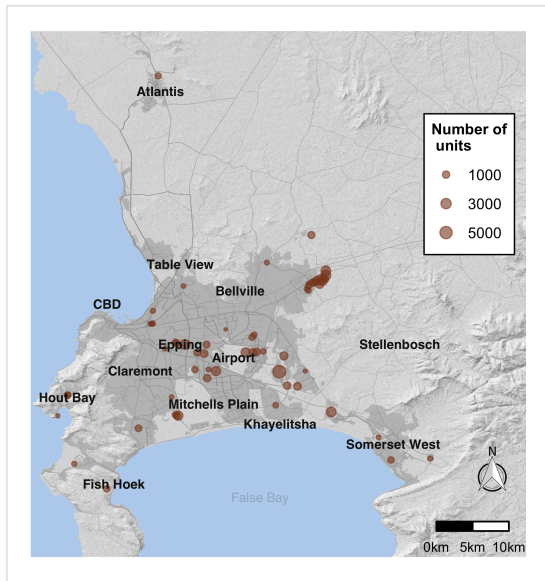 Atlantis
Number of
units
1000
3000
5000
Table View
Bellville
CBD
Epping
Airport
Stellenbosch
Claremont
Hout Bay
Mitchells Plain
Khayelitsha
Somerset West
Fish Hoek
False Bay
N
0km 5km 10km